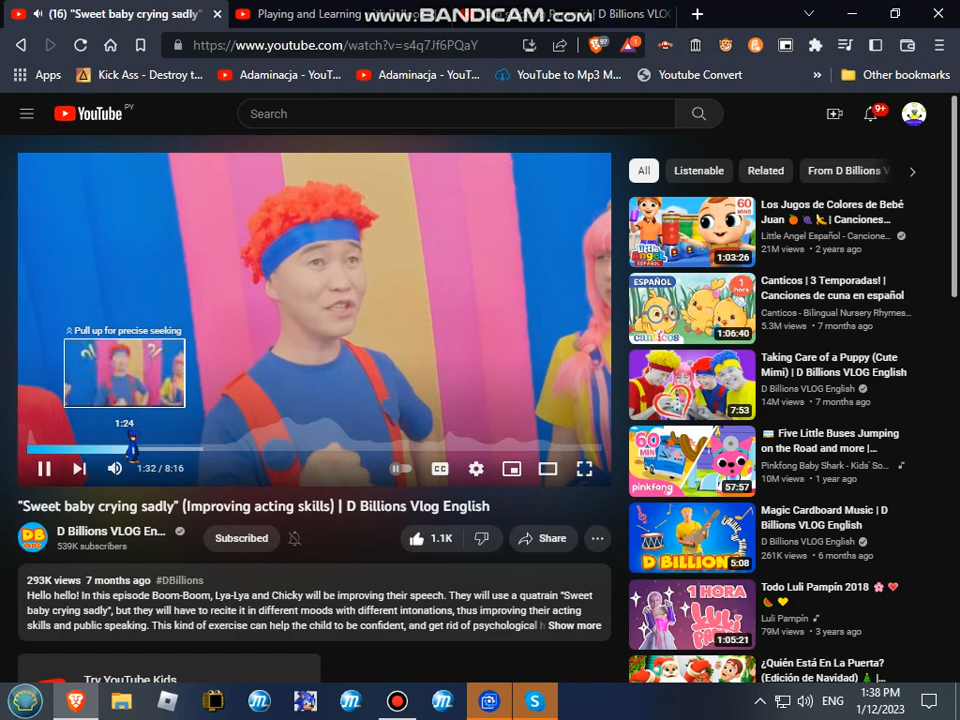 (16) "Sweet baby crying sadly"
Playing and Learning
www.BANDICAM.com
| D Billions VLO
https://www.youtube.com/watch?v=s4q7Jf6PQaY
97
1
Apps
Kick Ass - Destroy t...
Adaminacja - YouT...
Adaminacja - YouT...
YouTube to Mp3 M...
Youtube Convert
»
Other bookmarks
YouTube PY
Search
9+
All
Listenable
Related
From D Billions V
60 MIN
Little Angel ESPAÑOL
1:03:26
Los Jugos de Colores de Bebé
Juan 🍊 🍇 🍌 | Canciones...
Little Angel Español - Cancione...
21M views • 2 years ago
ESPAÑOL
1 hora
canticos
1:06:40
Canticos | 3 Temporadas! |
Canciones de cuna en español
Canticos - Bilingual Nursery Rhymes...
5.3M views • 7 months ago
7:53
Taking Care of a Puppy (Cute
Mimi) | D Billions VLOG English
D Billions VLOG English
14M views • 7 months ago
60 MIN
pinkfong
57:57
Five Little Buses Jumping
on the Road and more |...
Pinkfong Baby Shark - Kids' So...
10M views • 1 year ago
D BILLION
5:08
Magic Cardboard Music | D
Billions VLOG English
D Billions VLOG English
261K views • 6 months ago
1 HORA
1:05:21
Todo Luli Pampín 2018 🌸 ❤️
🍉 💛
Luli Pampín
79M views • 3 years ago
¿Quién Está En La Puerta?
(Edición de Navidad) 🎄 |
Pull up for precise seeking
1:24
1:32 / 8:16
CC
"Sweet baby crying sadly" (Improving acting skills) | D Billions Vlog English
DB VLOG
D Billions VLOG En...
539K subscribers
Subscribed
1.1K
Share
293K views 7 months ago #DBillions
Hello hello! In this episode Boom-Boom, Lya-Lya and Chicky will be improving their speech. They will use a quatrain "Sweet
baby crying sadly", but they will have to recite it in different moods with different intonations, thus improving their acting
skills and public speaking. This kind of exercise can help the child to be confident, and get rid of psychological h Show more
Try YouTube Kids
ENG
1:38 PM
1/12/2023